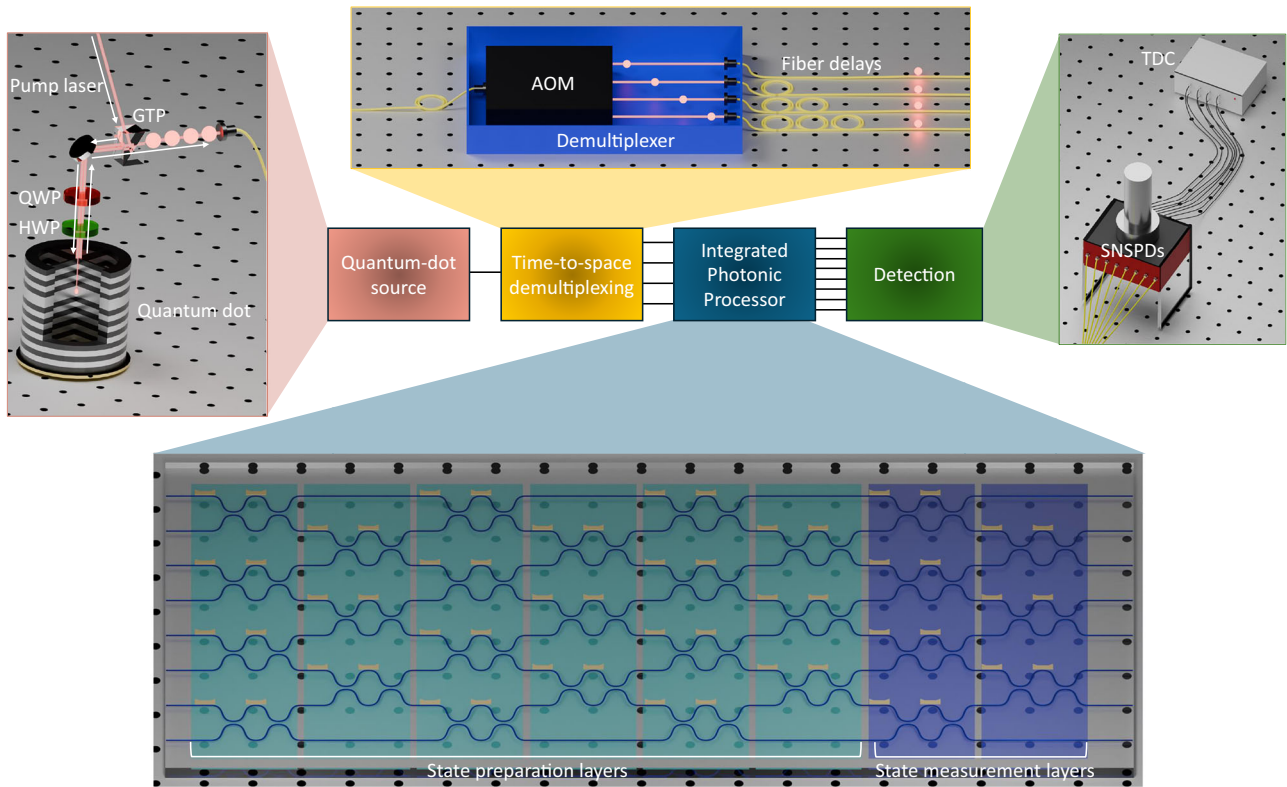 Pump laser
GTP
QWP
HWP
Quantum dot
AOM
Demultiplexer
Fiber delays
TDC
SNSPDs
Quantum-dot
source
Time-to-space
demultiplexing
Integrated
Photonic
Processor
Detection
State preparation layers
State measurement layers